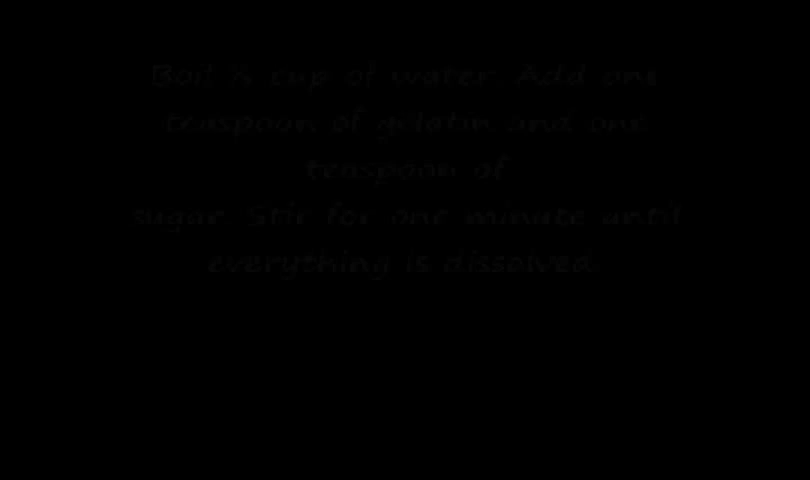 Boil ½ cup of water. Add one
teaspoon of gelatin and one
teaspoon of
sugar. Stir for one minute until
everything is dissolved.